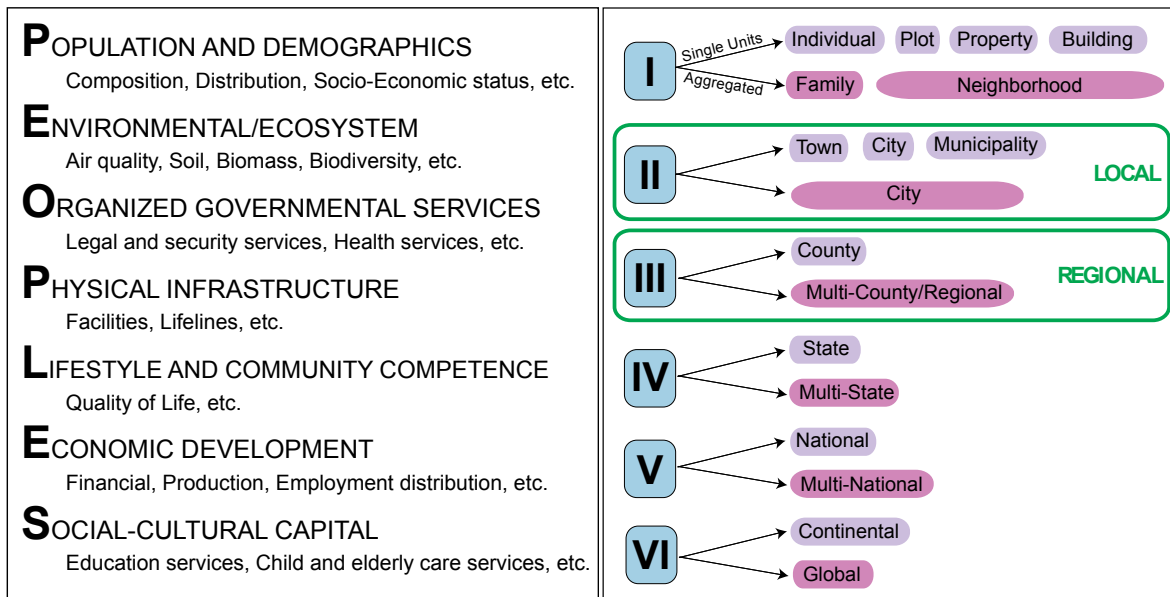 POPULATION AND DEMOGRAPHICS
Composition, Distribution, Socio-Economic status, etc.
ENVIRONMENTAL/ECOSYSTEM
Air quality, Soil, Biomass, Biodiversity, etc.
ORGANIZED GOVERNMENTAL SERVICES
Legal and security services, Health services, etc.
PHYSICAL INFRASTRUCTURE
Facilities, Lifelines, etc.
LIFESTYLE AND COMMUNITY COMPETENCE
Quality of Life, etc.
ECONOMIC DEVELOPMENT
Financial, Production, Employment distribution, etc.
SOCIAL-CULTURAL CAPITAL
Education services, Child and elderly care services, etc.
I
Single Units
Individual Plot Property Building
Aggregated
Family Neighborhood
II
Town City Municipality
City
LOCAL
III
County
Multi-County/Regional
REGIONAL
IV
State
Multi-State
V
National
Multi-National
VI
Continental
Global